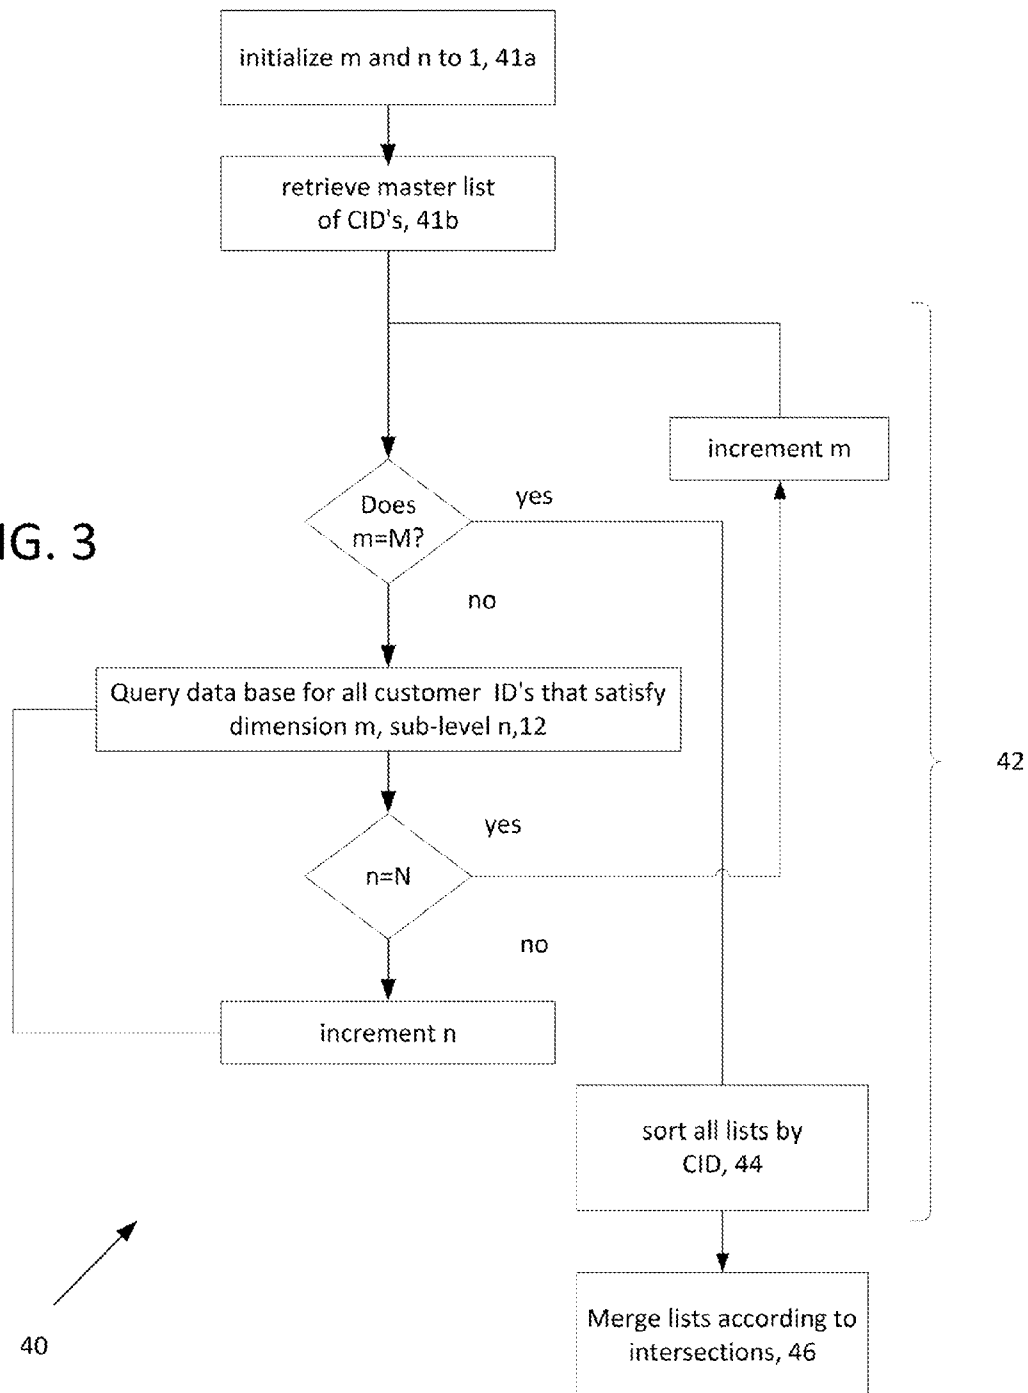 initialize m and n to 1, 41a
retrieve master list
of CID's, 41b
increment m
Does
m=M?
yes
no
IG. 3
Query data base for all customer ID's that satisfy
dimension m, sub-level n,12
42
n=N
yes
no
increment n
sort all lists by
CID, 44
Merge lists according to
intersections, 46
40